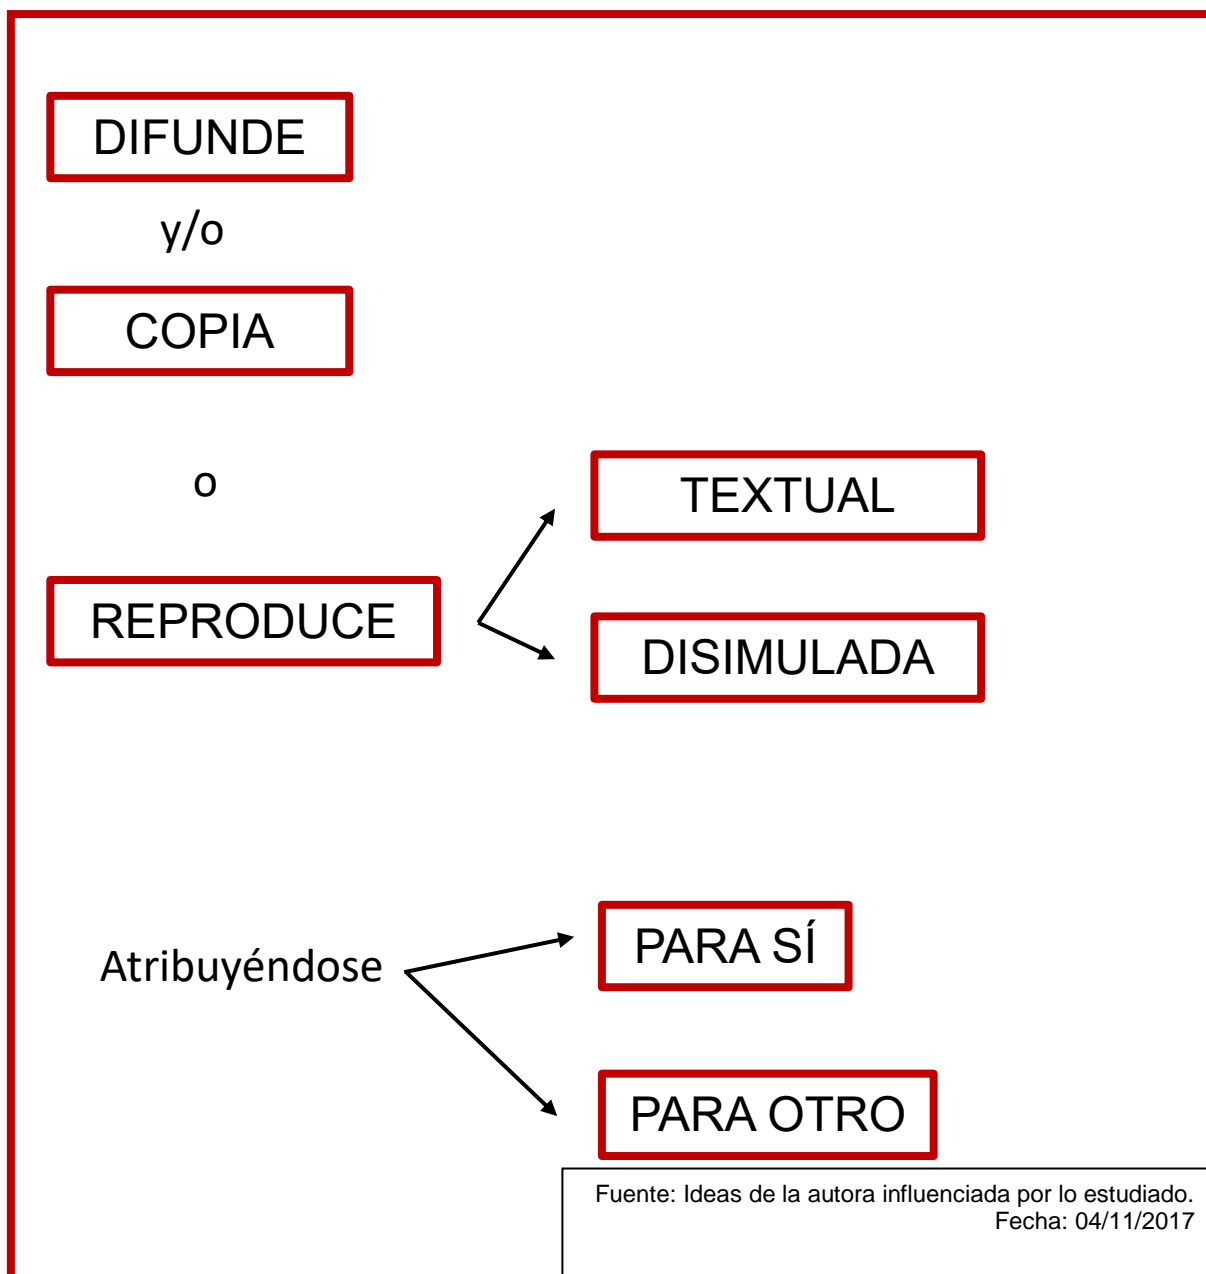 DIFUNDE
y/o
COPIA
o
TEXTUAL
REPRODUCE
DISIMULADA
PARA SÍ
Atribuyéndose
PARA OTRO
Fuente: Ideas de la autora influenciada por lo estudiado.
Fecha: 04/11/2017